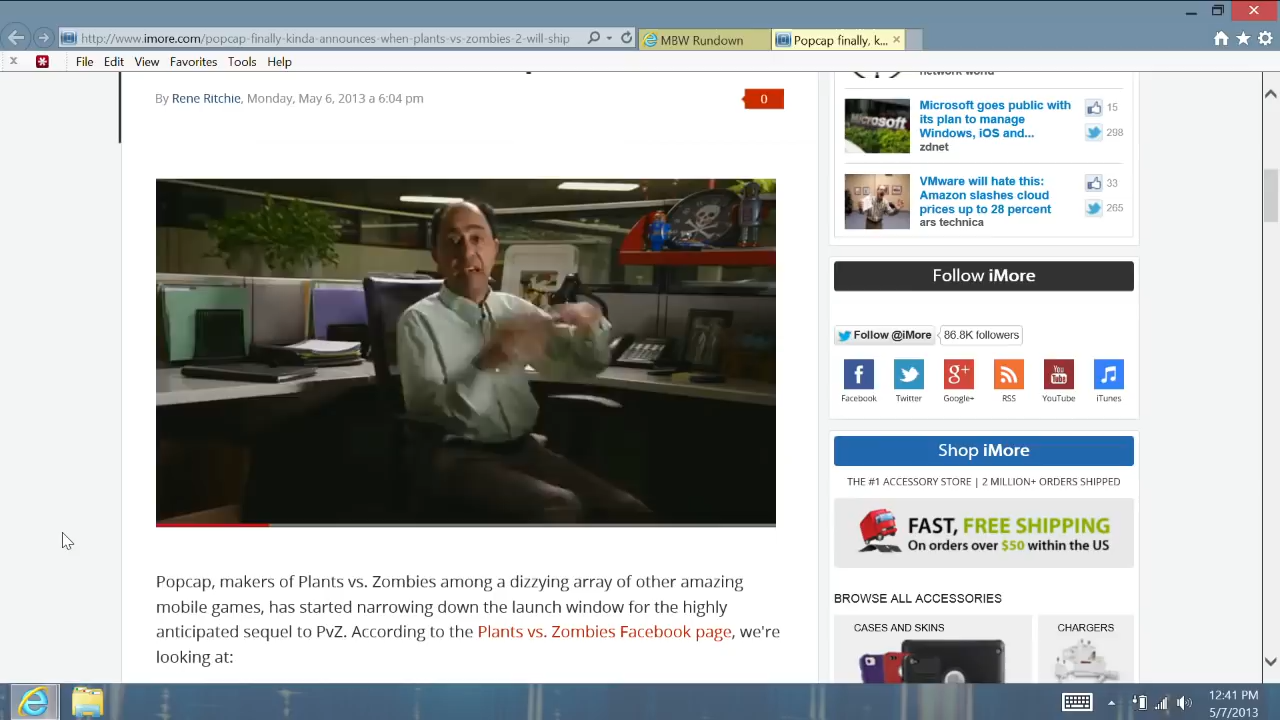 http://www.imore.com/popcap-finally-kinda-announces-when-plants-vs-zombies-2-will-ship
MBW Rundown
Popcap finally, k...
File Edit View Favorites Tools Help
By Rene Ritchie, Monday, May 6, 2013 a 6:04 pm
0
Popcap, makers of Plants vs. Zombies among a dizzying array of other amazing
mobile games, has started narrowing down the launch window for the highly
anticipated sequel to PvZ. According to the Plants vs. Zombies Facebook page, we're
looking at:
network world
Microsoft
Microsoft goes public with
its plan to manage
Windows, iOS and...
zdnet
15
298
VMware will hate this:
Amazon slashes cloud
prices up to 28 percent
ars technica
33
265
Follow iMore
Follow @iMore 86.8K followers
f g+ You Tube
Facebook Twitter Google+ RSS YouTube iTunes
Shop iMore
THE #1 ACCESSORY STORE | 2 MILLION+ ORDERS SHIPPED
FAST, FREE SHIPPING
On orders over $50 within the US
BROWSE ALL ACCESSORIES
CASES AND SKINS
CHARGERS
12:41 PM
5/7/2013